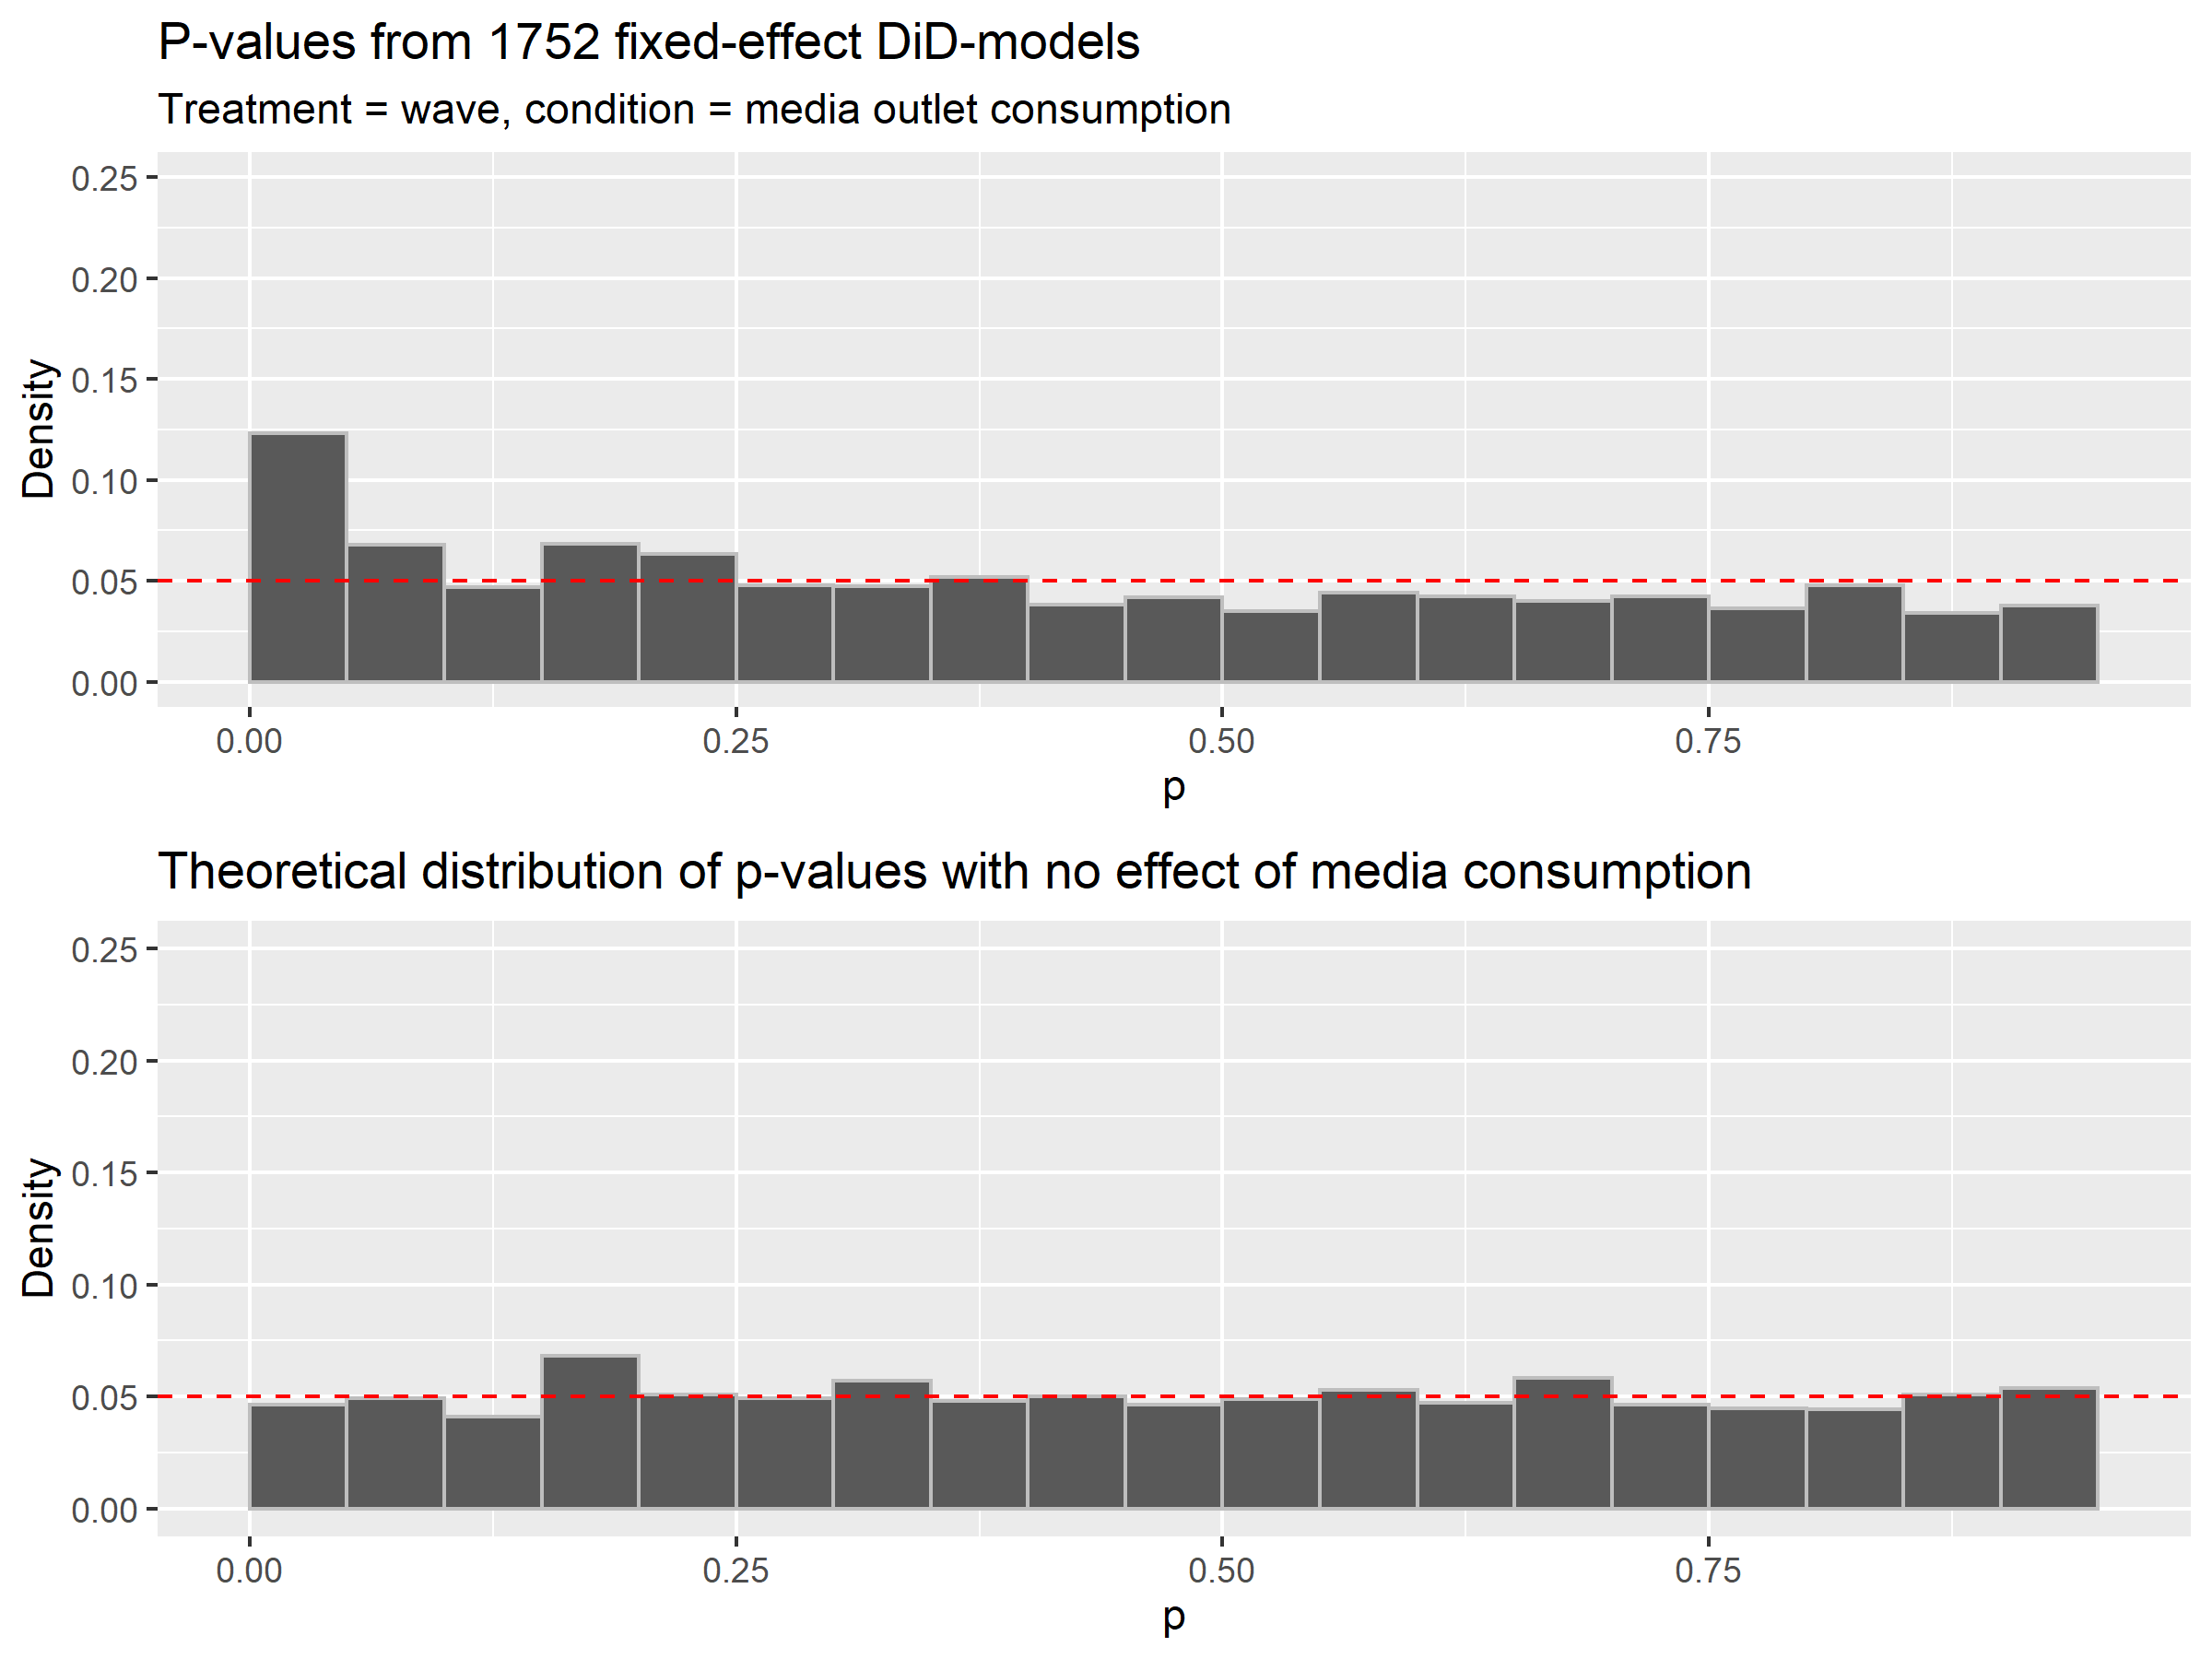 P-values from 1752 fixed-effect DiD-models
Treatment = wave, condition = media outlet consumption
0.25
0.20
0.15
0.10
0.05
0.00
Density
0.00 0.25 0.50 0.75
p
Theoretical distribution of p-values with no effect of media consumption
0.25
0.20
0.15
0.10
0.05
0.00
Density
0.00 0.25 0.50 0.75
p